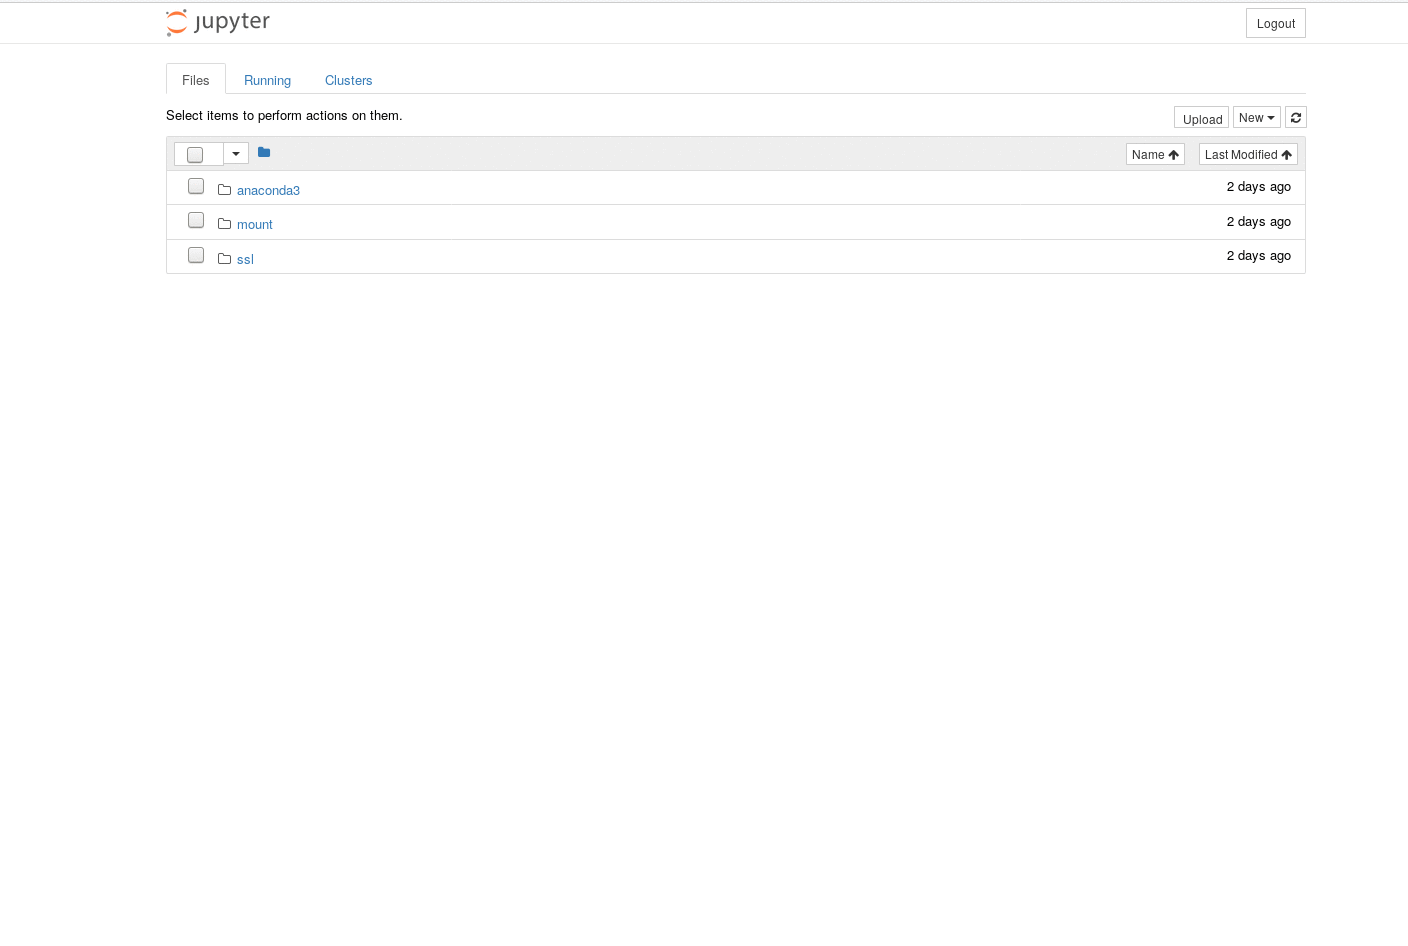 jupyter
Logout
Files Running Clusters
Select items to perform actions on them.
Upload New
Name Last Modified
anaconda3 2 days ago
mount 2 days ago
ssl 2 days ago